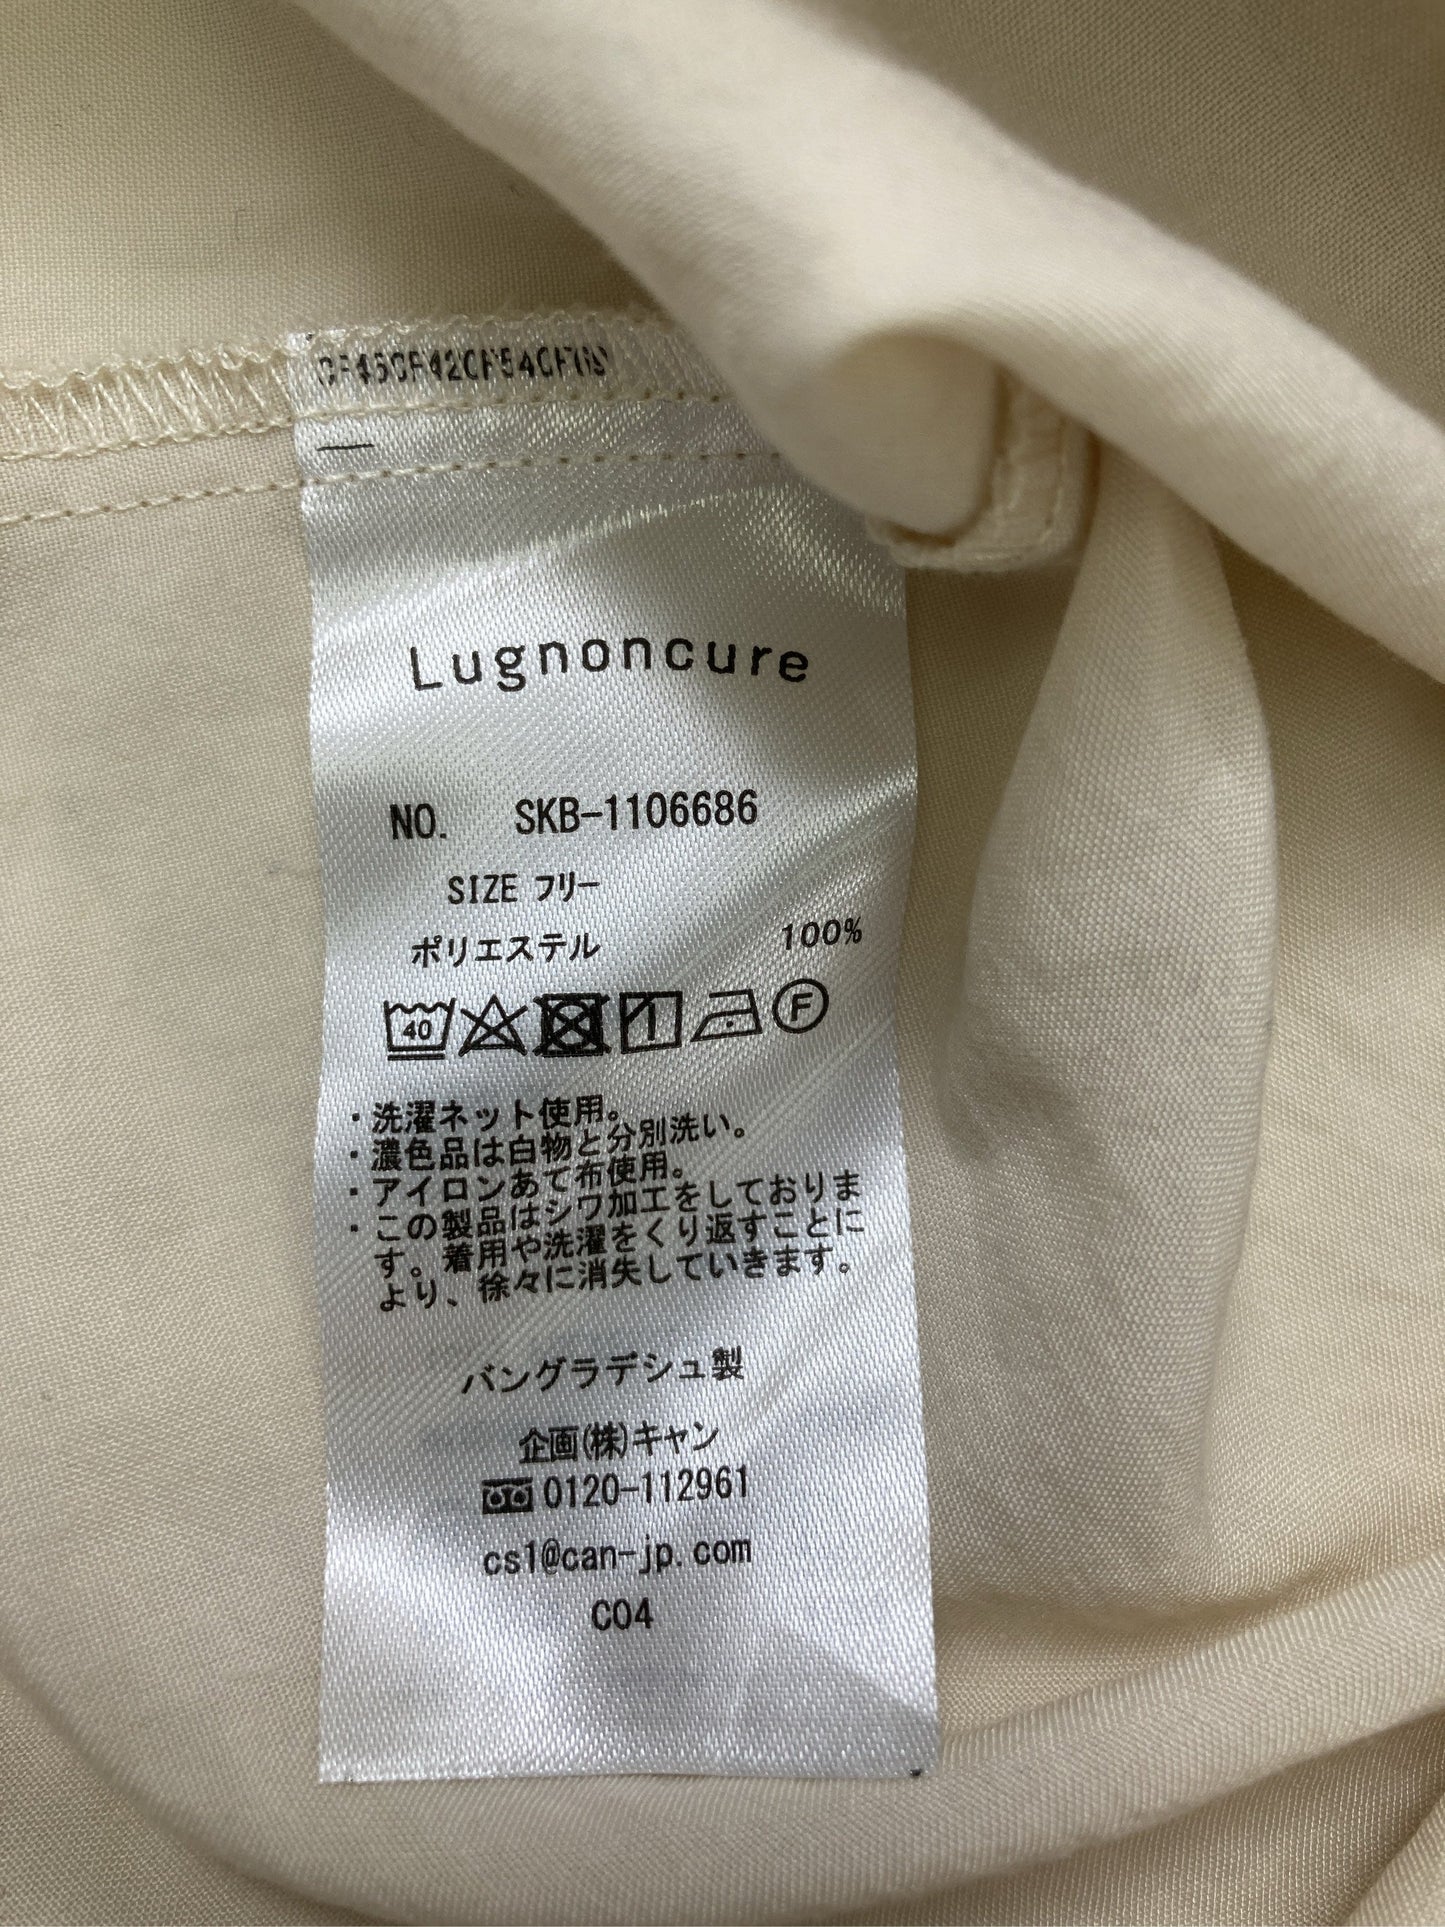 Lugnoncure
NO. SKB-1106686
SIZE フリー
ポリエステル 100%
40 F
・洗濯ネット使用。
・濃色品は白物と分別洗い。
・アイロンあて布使用。
・この製品はシワ加工をしておりま
す。着用や洗濯をくり返すことに
より、徐々に消失していきます。
バングラデシュ製
企画(株)キャン
0120-112961
cs1@can-jp.com
C04